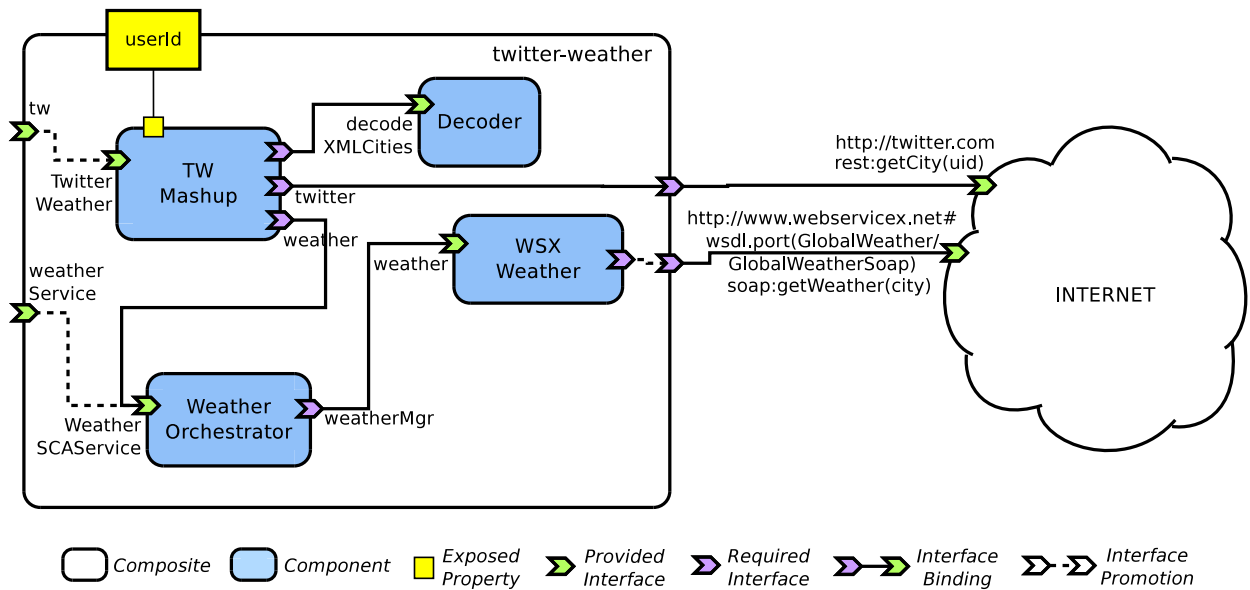 userId
twitter-weather
tw
decode
XMLCities
Decoder
TW
Mashup
Twitter
Weather
twitter
weather
http://twitter.com
rest:getCity(uid)
http://www.webservicex.net#
wsdl.port(GlobalWeather/
GlobalWeatherSoap)
soap:getWeather(city)
INTERNET
weather
Service
weather
WSX
Weather
Weather
SCAService
Weather
Orchestrator
weatherMgr
Composite
Component
Exposed
Property
Provided
Interface
Required
Interface
Interface
Binding
Interface
Promotion